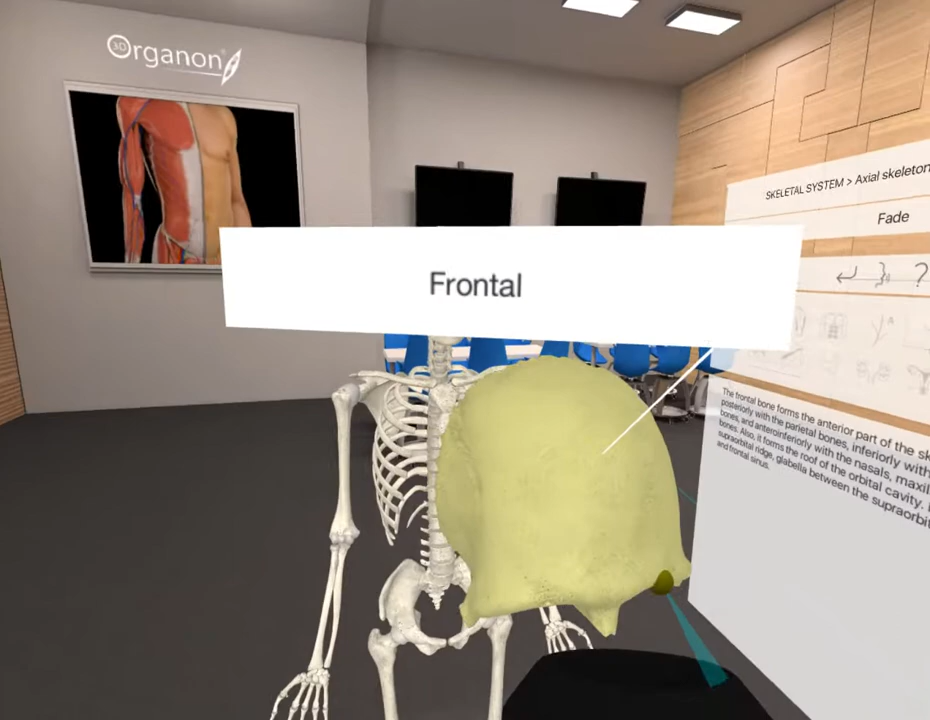 3D Organon
SKELETAL SYSTEM > Axial skeleton
Fade
Frontal
?
The frontal bone forms the anterior part of the sk
posteriorly with the parietal bones, inferiorly with
bones, and anteroinferiorly with the nasals, maxil
bones. Also, it forms the roof of the orbital cavity.
supraorbital ridge, glabella between the supraorbit
and frontal sinus.